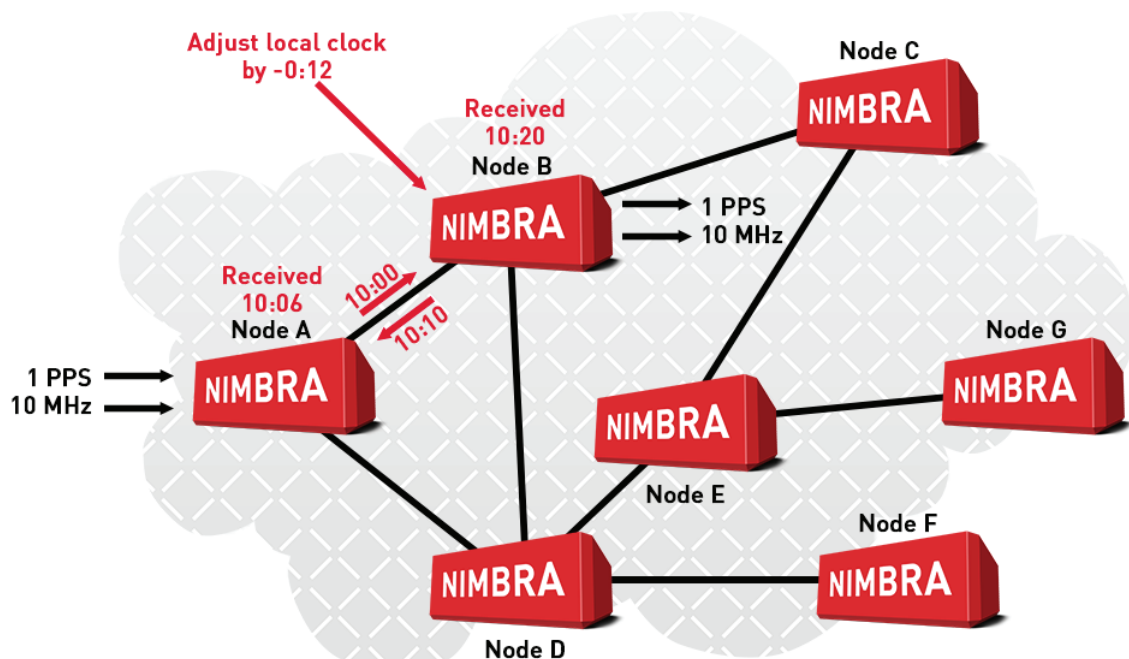 Adjust local clock
by -0:12
Received
10:20
Node B
NIMBRA
1 PPS
10 MHz
Node C
NIMBRA
Received
10:06
Node A
NIMBRA
10:00
10:10
1 PPS
10 MHz
Node G
NIMBRA
NIMBRA
Node E
Node F
NIMBRA
NIMBRA
Node D